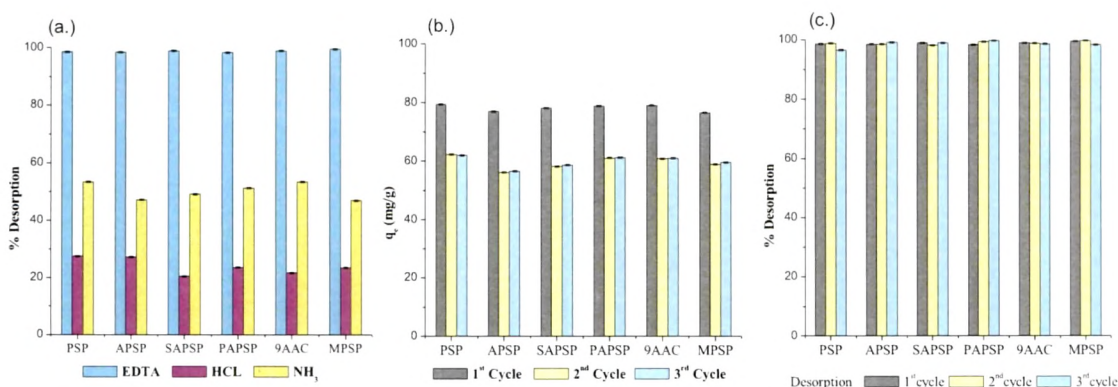 (a.)
% Desorption
100
80
60
40
20
0
PSP APSP SAPSP PAPSP 9AAC MPSP
EDTA HCL NH3
(b.)
qe (mg/g)
100
80
60
40
20
0
PSP APSP SAPSP PAPSP 9AAC MPSP
1st Cycle 2nd Cycle 3rd Cycle
(c.)
% Desorption
100
80
60
40
20
0
PSP APSP SAPSP PAPSP 9AAC MPSP
Desorption 1st cycle 2nd cycle 3rd cycle